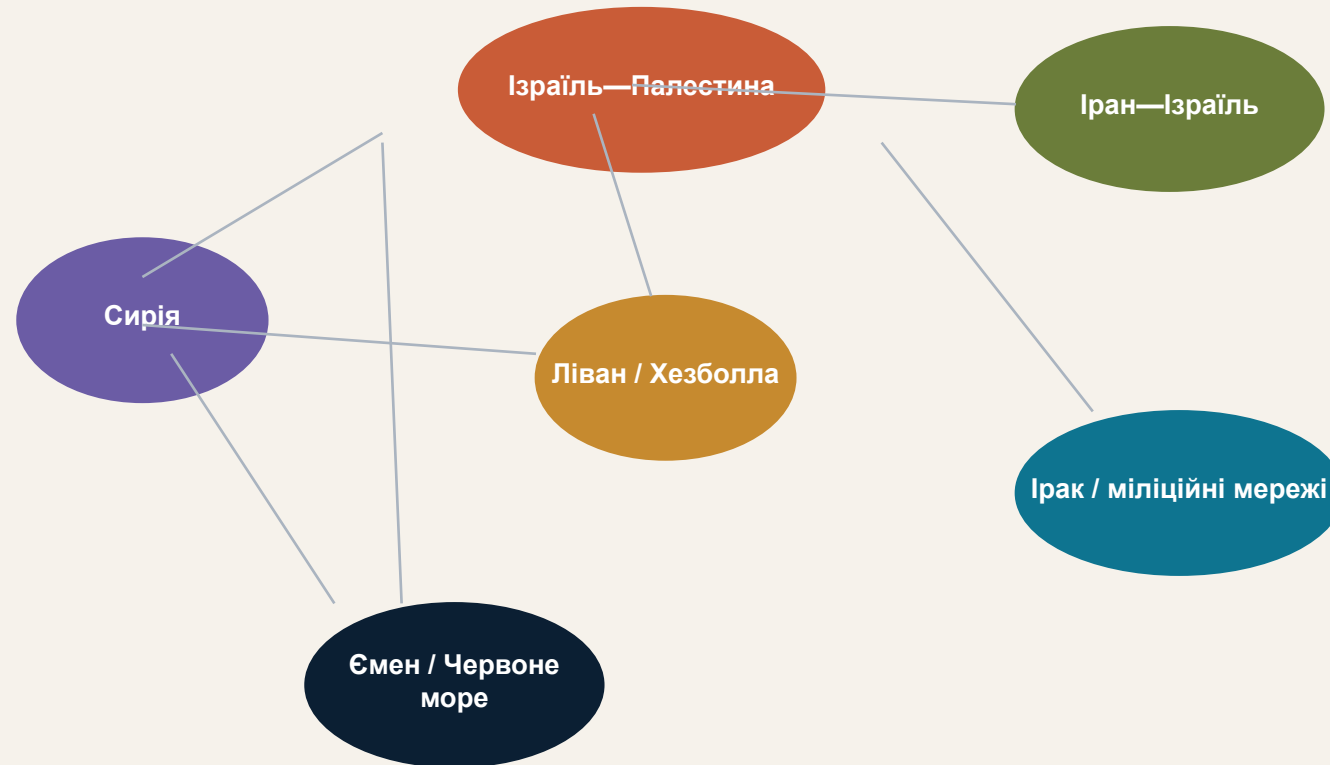 Ізраїль—Палестина
Іран—Ізраїль
Сирія
Ліван / Хезболла
Ірак / міліційні мережі
Ємен / Червоне
море